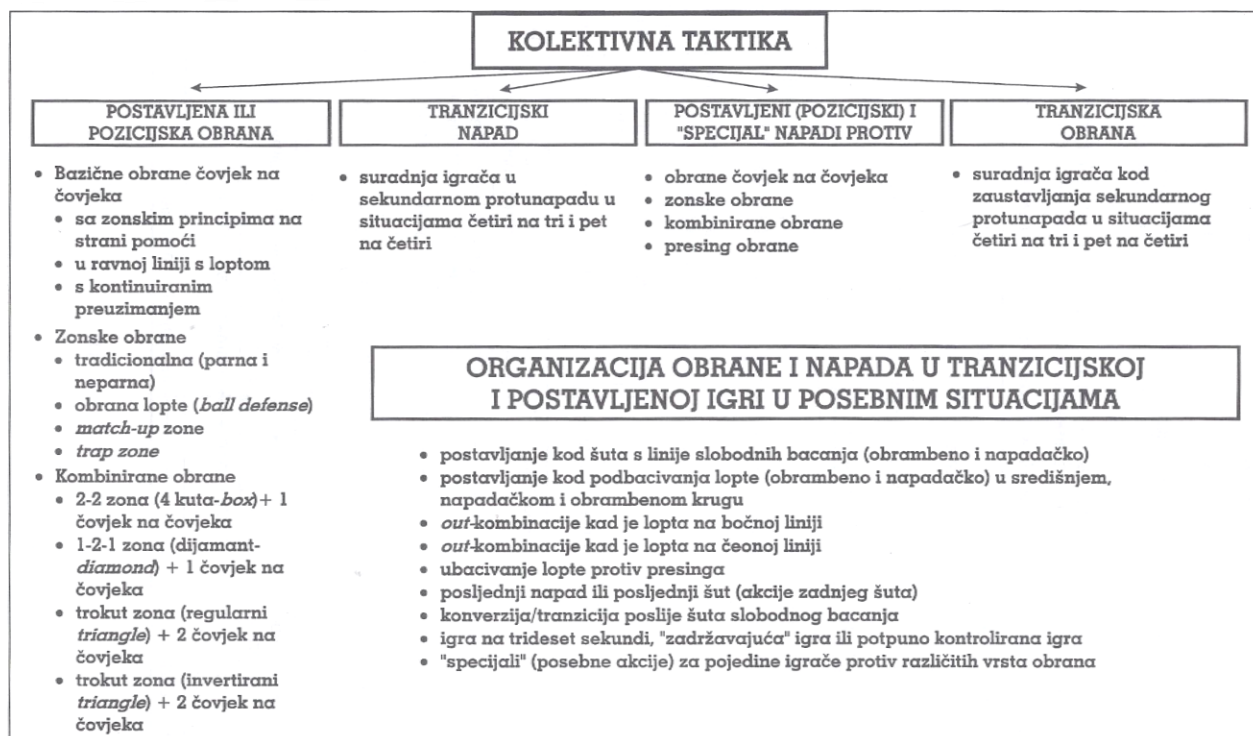 KOLEKTIVNA TAKTIKA
POSTAVLJENA ILI
POZICIJSKA OBRANA
• Bazične obrane čovjek na
čovjeka
• sa zonskim principima na
strani pomoći
• u ravnoj liniji s loptom
• s kontinuiranim
preuzimanjem
• Zonske obrane
• tradicionalna (parna i
neparna)
• obrana lopte (ball defense)
• match-up zone
• trap zone
• Kombinirane obrane
• 2-2 zona (4 kuta-box)+ 1
čovjek na čovjeka
• 1-2-1 zona (dijamant-
diamond) + 1 čovjek na
čovjeka
• trokut zona (regularni
triangle) + 2 čovjek na
čovjeka
• trokut zona (invertirani
triangle) + 2 čovjek na
čovjeka
TRANZICIJSKI
NAPAD
• suradnja igrača u
sekundarnom protunapadu u
situacijama četiri na tri i pet
na četiri
POSTAVLJENI (POZICIJSKI) I
"SPECIJAL" NAPADI PROTIV
• obrane čovjek na čovjeka
• zonske obrane
• kombinirane obrane
• presing obrane
TRANZICIJSKA
OBRANA
• suradnja igrača kod
zaustavljanja sekundarnog
protunapada u situacijama
četiri na tri i pet na četiri
ORGANIZACIJA OBRANE I NAPADA U TRANZICIJSKOJ
I POSTAVLJENOJ IGRI U POSEBNIM SITUACIJAMA
• postavljanje kod šuta s linije slobodnih bacanja (obrambeno i napadačko)
• postavljanje kod podbacivanja lopte (obrambeno i napadačko) u središnjem,
napadačkom i obrambenom krugu
• out-kombinacije kad je lopta na bočnoj liniji
• out-kombinacije kad je lopta na čeonoj liniji
• ubacivanje lopte protiv presinga
• posljednji napad ili posljednji šut (akcije zadnjeg šuta)
• konverzija/tranzicija poslije šuta slobodnog bacanja
• igra na trideset sekundi, "zadržavajuća" igra ili potpuno kontrolirana igra
• "specijali" (posebne akcije) za pojedine igrače protiv različitih vrsta obrana